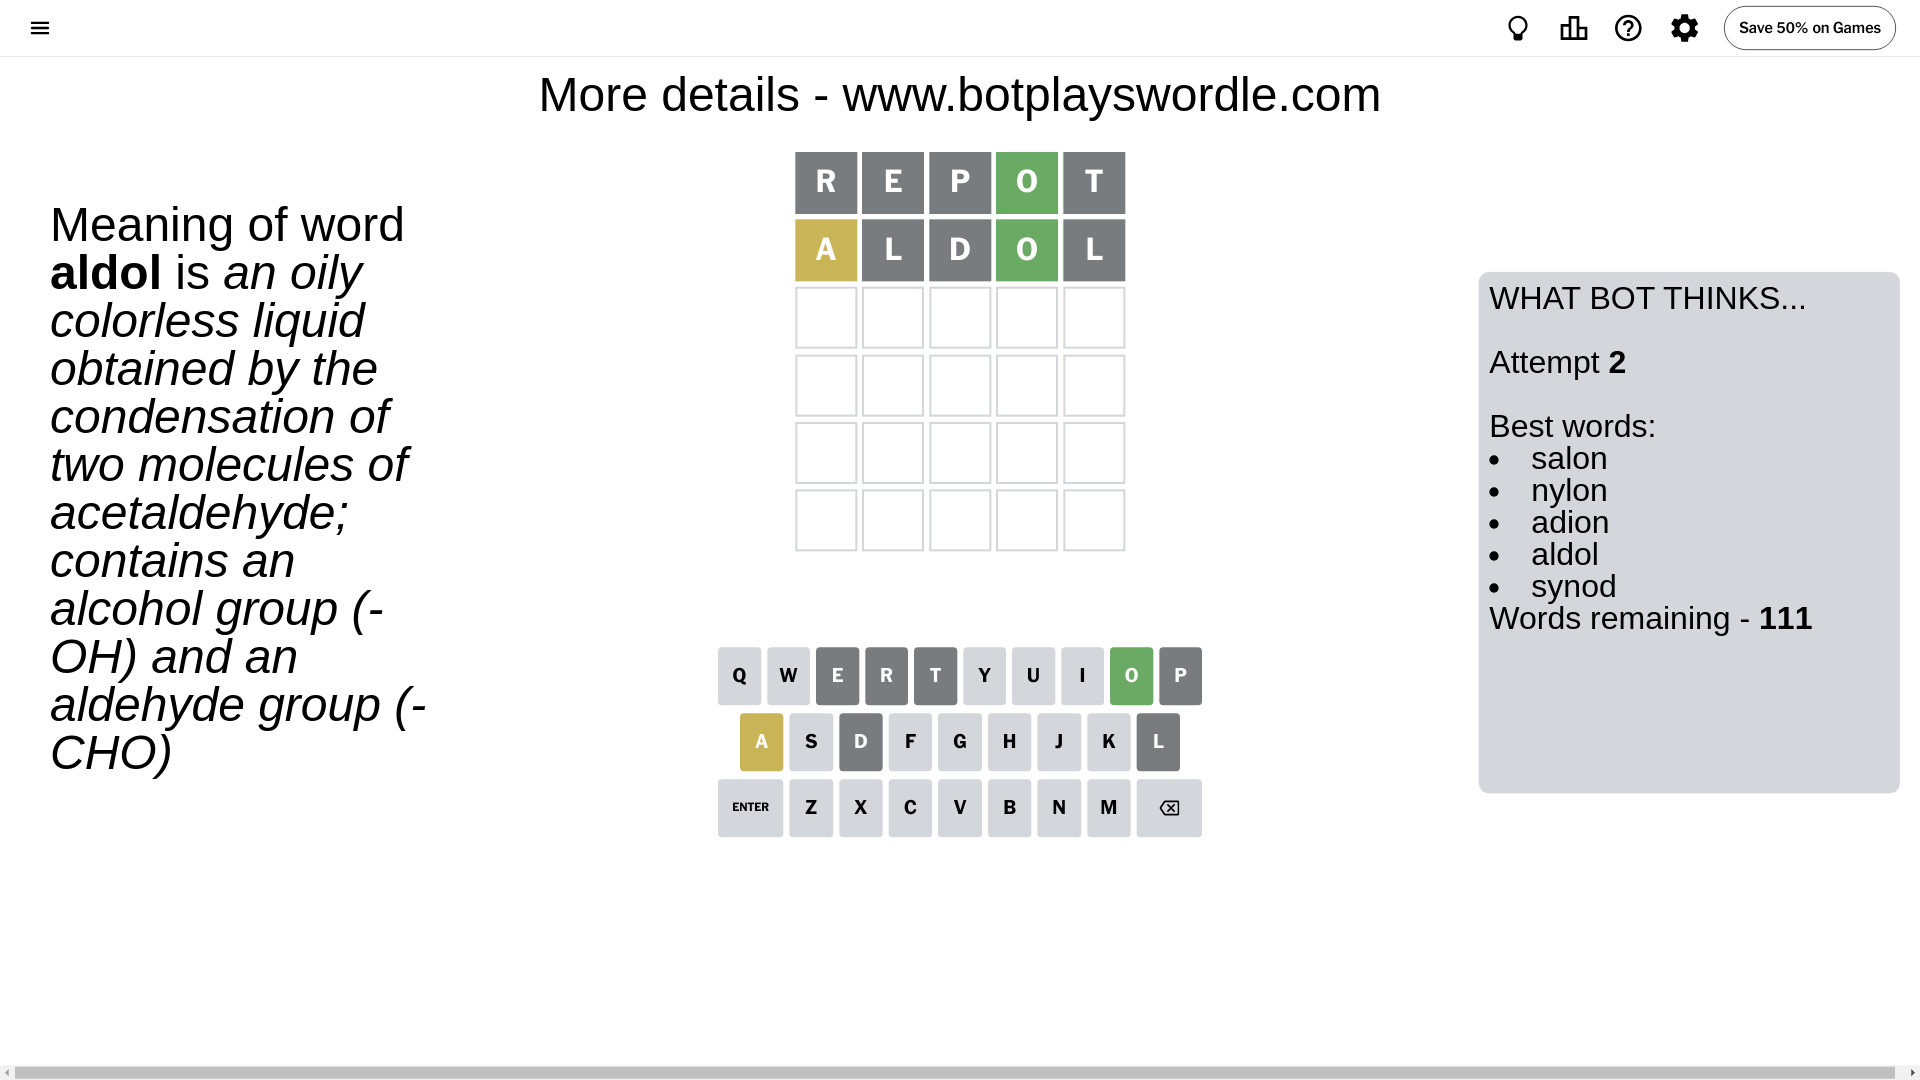 Save 50% on Games
More details - www.botplayswordle.com
Meaning of word
aldol is an oily
colorless liquid
obtained by the
condensation of
two molecules of
acetaldehyde;
contains an
alcohol group (-
OH) and an
aldehyde group (-
CHO)
R E P O T
A L D O L
Q W E R T Y U I O P
A S D F G H J K L
ENTER Z X C V B N M
WHAT BOT THINKS...
Attempt 2
Best words:
• salon
• nylon
• adion
• aldol
• synod
Words remaining - 111